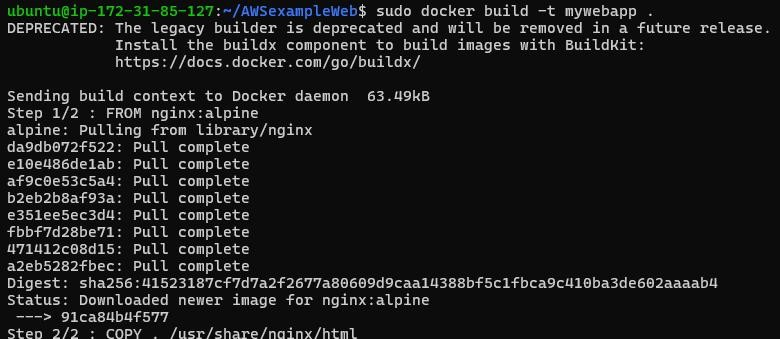 ubuntu@ip-172-31-85-127:~/AWSexampleWeb$ sudo docker build -t mywebapp .
DEPRECATED: The legacy builder is deprecated and will be removed in a future release.
            Install the buildx component to build images with BuildKit:
            https://docs.docker.com/go/buildx/

Sending build context to Docker daemon  63.49kB
Step 1/2 : FROM nginx:alpine
alpine: Pulling from library/nginx
da9db072f522: Pull complete
e10e486de1ab: Pull complete
af9c0e53c5a4: Pull complete
b2eb2b8af93a: Pull complete
e351ee5ec3d4: Pull complete
fbbf7d28be71: Pull complete
471412c08d15: Pull complete
a2eb5282fbec: Pull complete
Digest: sha256:41523187cf7d7a2f2677a80609d9caa14388bf5c1fbca9c410ba3de602aaaab4
Status: Downloaded newer image for nginx:alpine
 ---> 91ca84b4f577
Step 2/2 : COPY . /usr/share/nginx/html